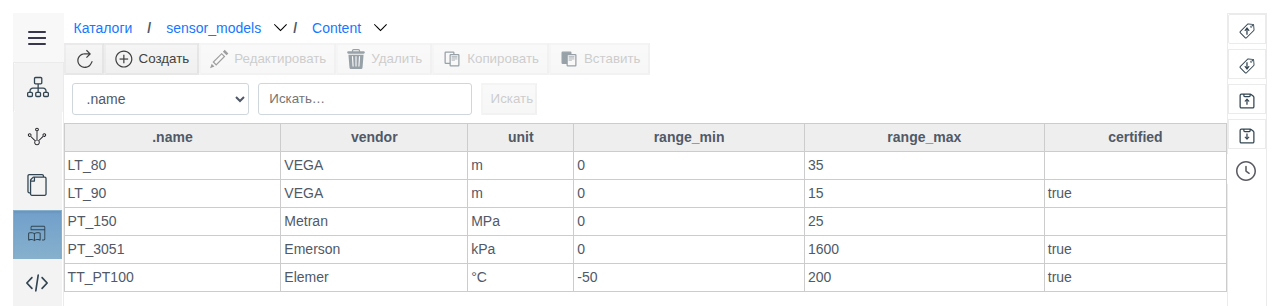 Каталоги / sensor_models / Content
Создать Редактировать Удалить Копировать Вставить
.name Искать... Искать
.name vendor unit range_min range_max certified
LT_80 VEGA m 0 35
LT_90 VEGA m 0 15 true
PT_150 Metran MPa 0 25
PT_3051 Emerson kPa 0 1600 true
TT_PT100 Elemer °C -50 200 true